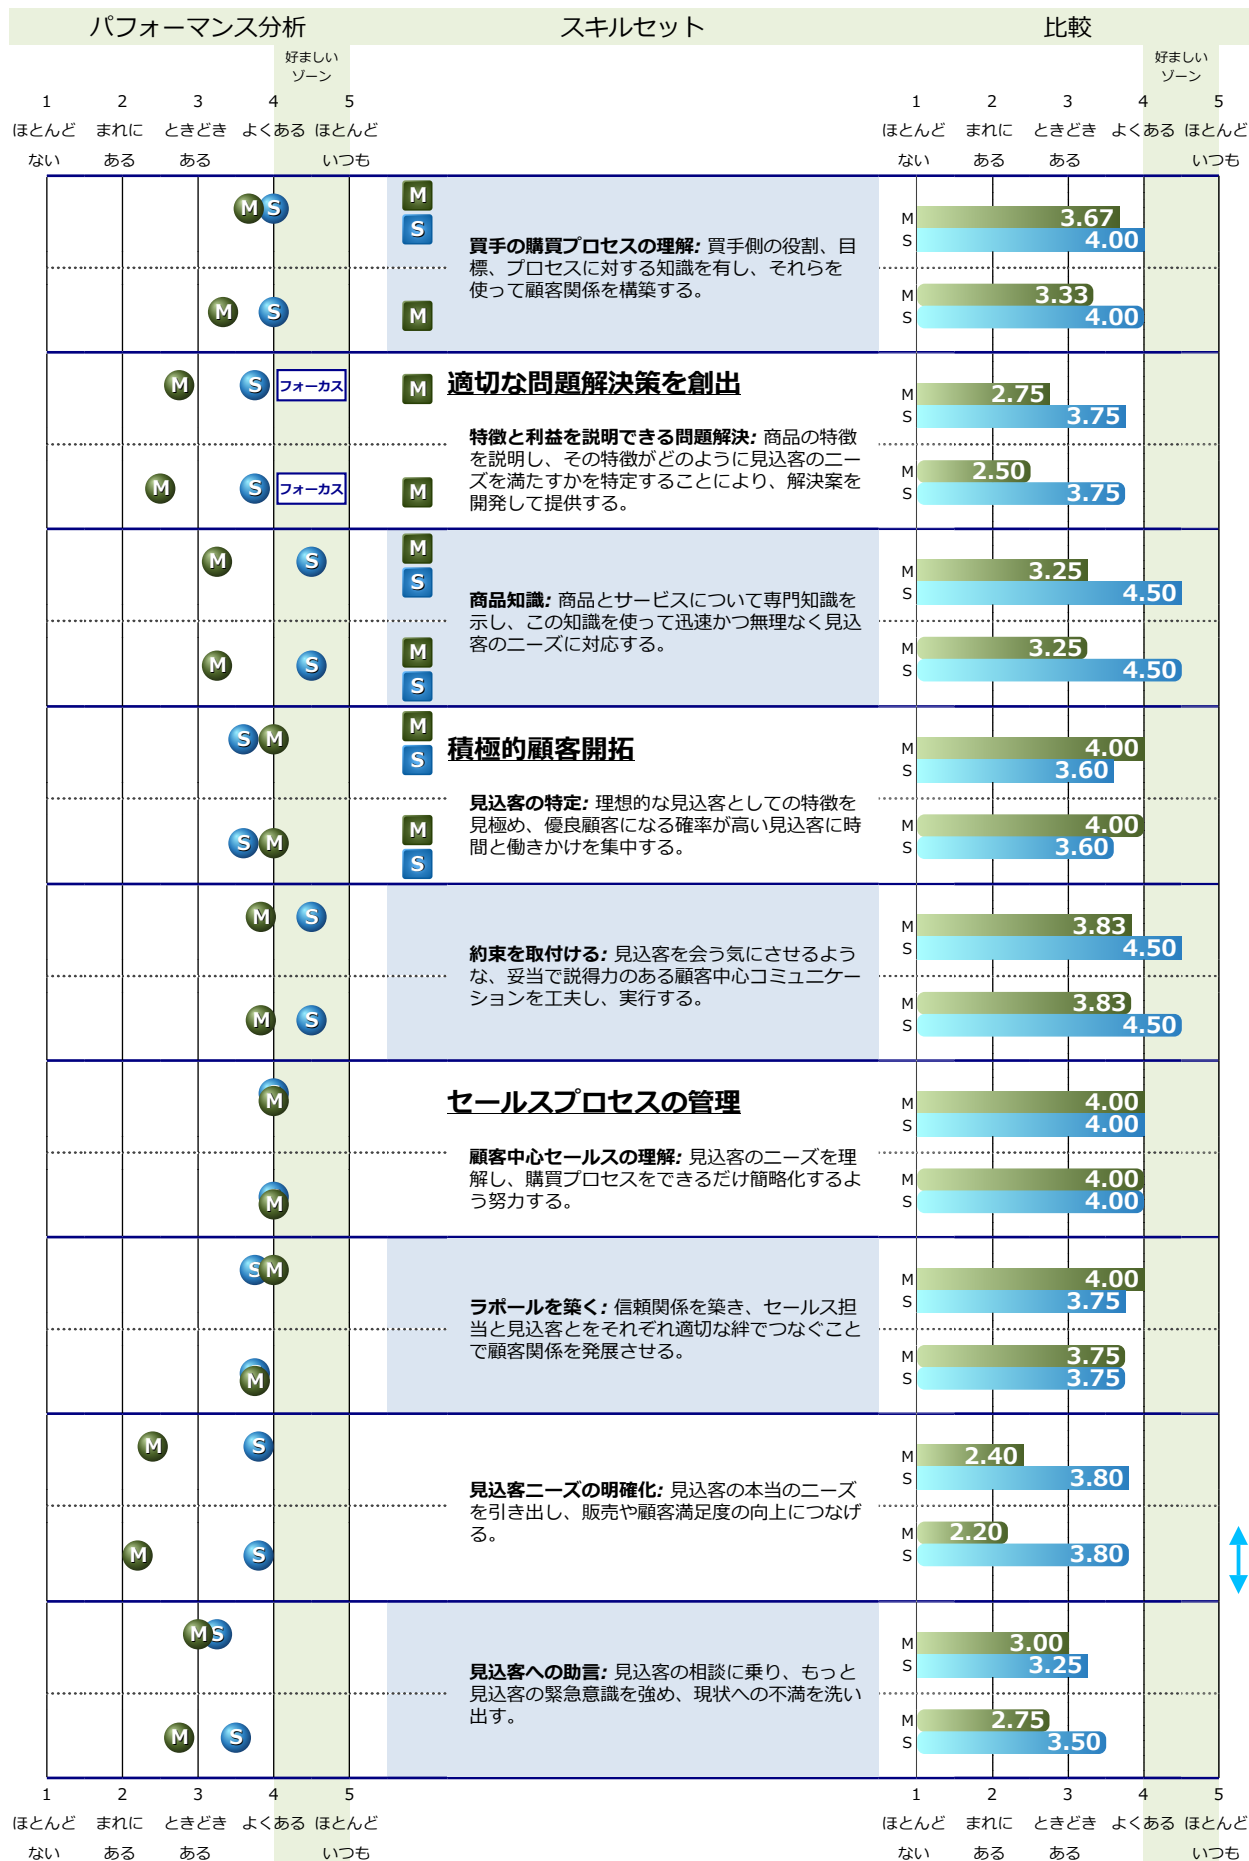 パフォーマンス分析 スキルセット 比較
好ましい 好ましい
ゾーン ゾーン
1 2 3 4 5 1 2 3 4 5
ほとんど まれに ときどき よくある ほとんど ほとんど まれに ときどき よくある ほとんど
ない ある ある いつも ない ある ある いつも
M S M M 3.67
S S 4.00
買手の購買プロセスの理解: 買手側の役割、目
標、プロセスに対する知識を有し、それらを
使って顧客関係を構築する。
M S M M 3.33
S 4.00
M S フォーカス M 適切な問題解決策を創出 M 2.75
S 3.75
特徴と利益を説明できる問題解決: 商品の特徴
を説明し、その特徴がどのように見込客のニー
ズを満たすかを特定することにより、解決案を
開発して提供する。
M S フォーカス M M 2.50
S 3.75
M S M M 3.25
S S 4.50
商品知識: 商品とサービスについて専門知識を
示し、この知識を使って迅速かつ無理なく見込
客のニーズに対応する。
M S M M 3.25
S S 4.50
S M M 積極的顧客開拓 M 4.00
S S 3.60
見込客の特定: 理想的な見込客としての特徴を
見極め、優良顧客になる確率が高い見込客に時
間と働きかけを集中する。
S M M M 4.00
S S 3.60
M S M 3.83
S 4.50
約束を取付ける: 見込客を会う気にさせるよう
な、妥当で説得力のある顧客中心コミュニケー
ションを工夫し、実行する。
M S M 3.83
S 4.50
M セールスプロセスの管理 M 4.00
S 4.00
顧客中心セールスの理解: 見込客のニーズを理
解し、購買プロセスをできるだけ簡略化するよ
う努力する。
M M 4.00
S 4.00
S M M 4.00
S 3.75
ラポールを築く: 信頼関係を築き、セールス担
当と見込客とをそれぞれ適切な絆でつなぐこと
で顧客関係を発展させる。
M M 3.75
S 3.75
M S M 2.40
S 3.80
見込客ニーズの明確化: 見込客の本当のニーズ
を引き出し、販売や顧客満足度の向上につなげ
る。
M S M 2.20
S 3.80
M S M 3.00
S 3.25
見込客への助言: 見込客の相談に乗り、もっと
見込客の緊急意識を強め、現状への不満を洗い
出す。
M S M 2.75
S 3.50
1 2 3 4 5 1 2 3 4 5
ほとんど まれに ときどき よくある ほとんど ほとんど まれに ときどき よくある ほとんど
ない ある ある いつも ない ある ある いつも